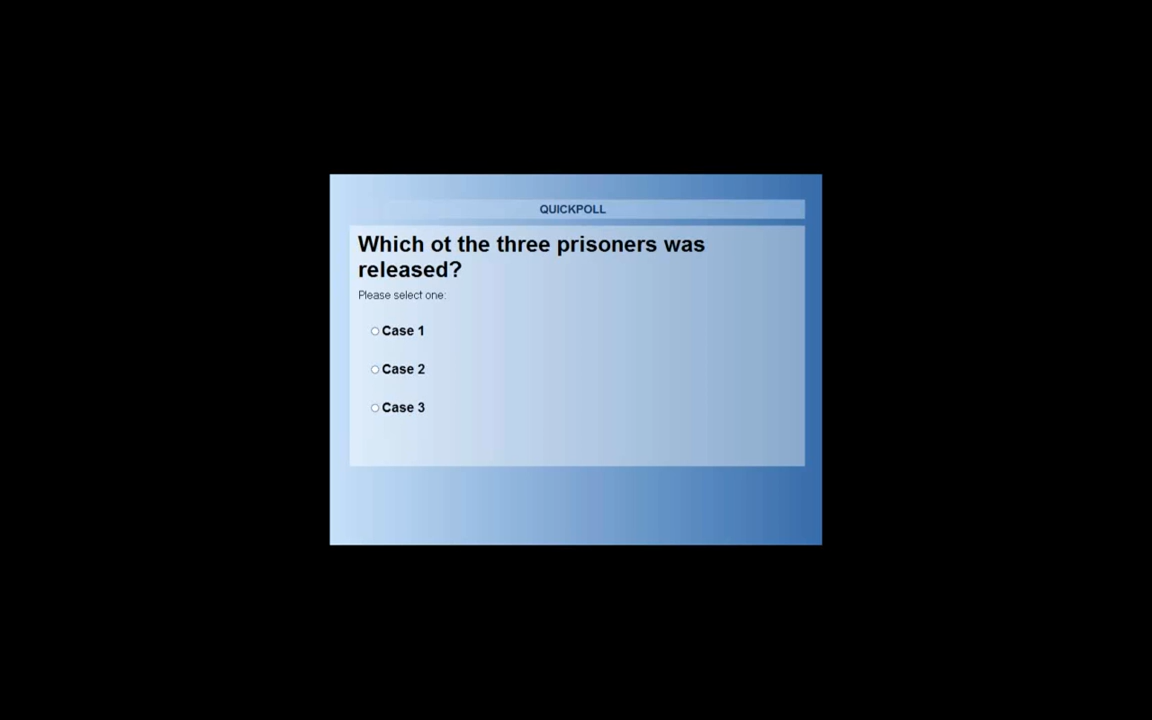 QUICKPOLL
Which ot the three prisoners was
released?
Please select one:
Case 1
Case 2
Case 3